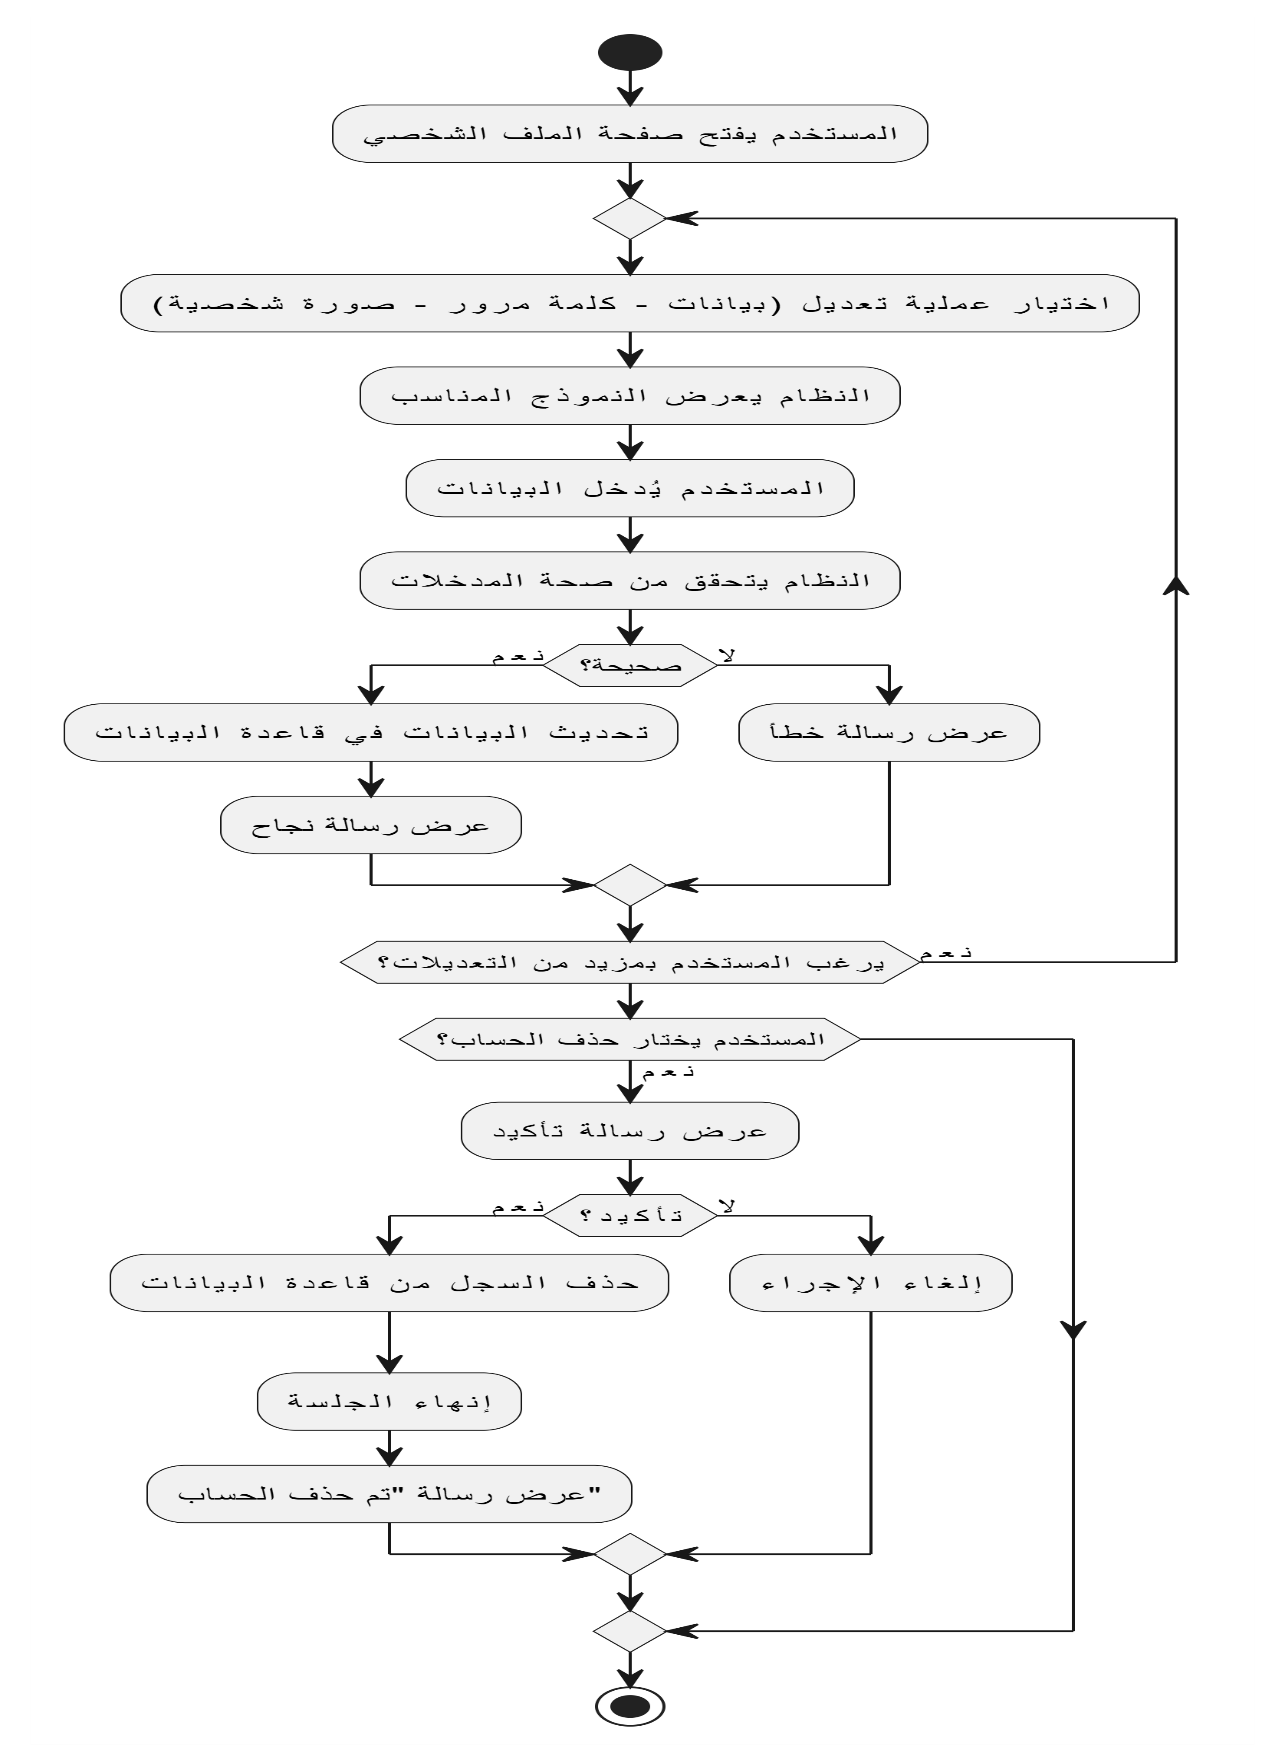 المستخدم يفتح صفحة الملف الشخصي
اختيار عملية تعديل (بيانات - كلمة مرور - صورة شخصية)
النظام يعرض النموذج المناسب
المستخدم يُدخل البيانات
النظام يتحقق من صحة المدخلات
صحيحة؟
نعم
لا
تحديث البيانات في قاعدة البيانات
عرض رسالة خطأ
عرض رسالة نجاح
يرغب المستخدم بمزيد من التعديلات؟
نعم
المستخدم يختار حذف الحساب؟
نعم
عرض رسالة تأكيد
تأكيد؟
نعم
لا
حذف السجل من قاعدة البيانات
إلغاء الإجراء
إنهاء الجلسة
"عرض رسالة "تم حذف الحساب